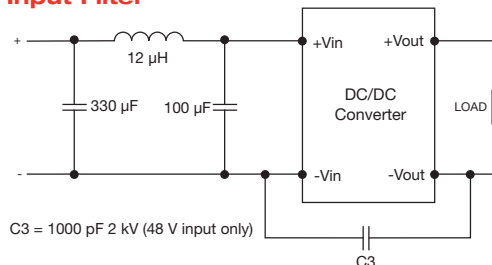 Input Filter
+
12 µH
+Vin
+Vout
330 µF
100 µF
DC/DC
Converter
LOAD
-
-Vin
-Vout
C3 = 1000 pF 2 kV (48 V input only)
C3